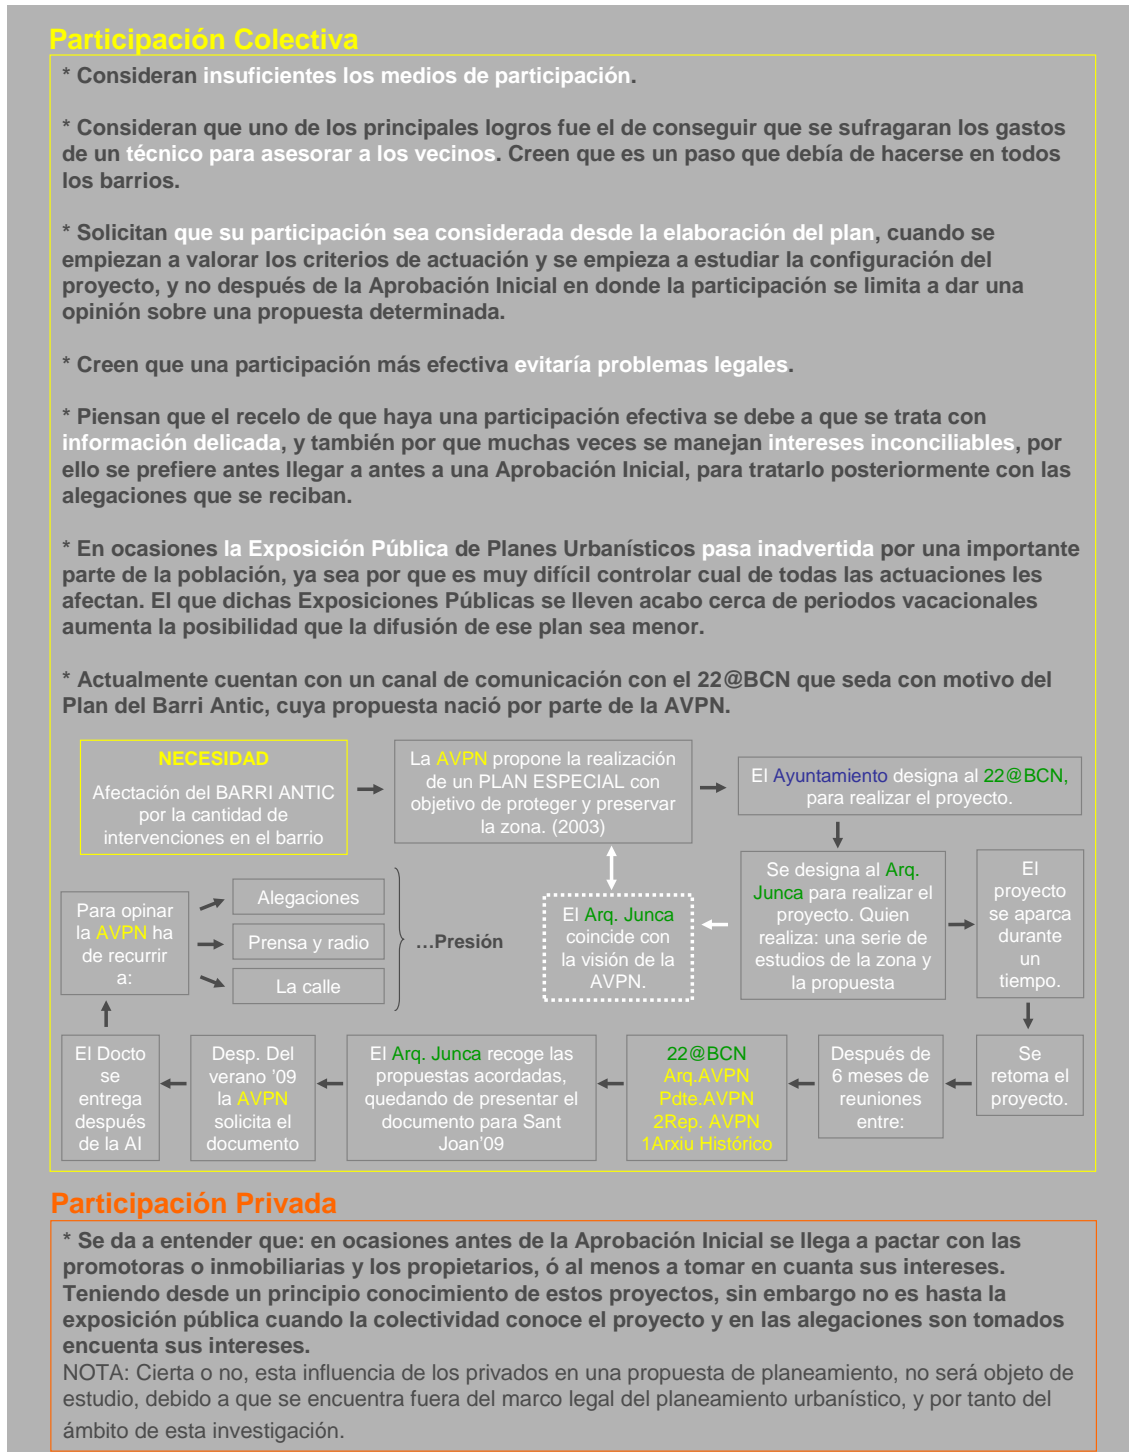 Participación Colectiva
* Consideran insuficientes los medios de participación.
* Consideran que uno de los principales logros fue el de conseguir que se sufragaran los gastos
de un técnico para asesorar a los vecinos. Creen que es un paso que debía de hacerse en todos
los barrios.
* Solicitan que su participación sea considerada desde la elaboración del plan, cuando se
empiezan a valorar los criterios de actuación y se empieza a estudiar la configuración del
proyecto, y no después de la Aprobación Inicial en donde la participación se limita a dar una
opinión sobre una propuesta determinada.
* Creen que una participación más efectiva evitaría problemas legales.
* Piensan que el recelo de que haya una participación efectiva se debe a que se trata con
información delicada, y también por que muchas veces se manejan intereses inconciliables, por
ello se prefiere antes llegar a antes a una Aprobación Inicial, para tratarlo posteriormente con las
alegaciones que se reciban.
* En ocasiones la Exposición Pública de Planes Urbanísticos pasa inadvertida por una importante
parte de la población, ya sea por que es muy difícil controlar cual de todas las actuaciones les
afectan. El que dichas Exposiciones Públicas se lleven acabo cerca de periodos vacacionales
aumenta la posibilidad que la difusión de ese plan sea menor.
* Actualmente cuentan con un canal de comunicación con el 22@BCN que seda con motivo del
Plan del Barri Antic, cuya propuesta nació por parte de la AVPN.
NECESIDAD
Afectación del BARRI ANTIC
por la cantidad de
intervenciones en el barrio
La AVPN propone la realización
de un PLAN ESPECIAL con
objetivo de proteger y preservar
la zona. (2003)
El Ayuntamiento designa al 22@BCN,
para realizar el proyecto.
Se designa al Arq.
Junca para realizar el
proyecto. Quien
realiza: una serie de
estudios de la zona y
la propuesta
El
proyecto
se aparca
durante
un
tiempo.
El Arq. Junca
coincide con
la visión de la
AVPN.
Para opinar
la AVPN ha
de recurrir
a:
Alegaciones
Prensa y radio
La calle
…Presión
El Docto
se
entrega
después
de la AI
Desp. Del
verano '09
la AVPN
solicita el
documento
El Arq. Junca recoge las
propuestas acordadas,
quedando de presentar el
documento para Sant
Joan'09
22@BCN
Arq.AVPN
Pdte.AVPN
2Rep. AVPN
1Arxiu Histórico
Después de
6 meses de
reuniones
entre:
Se
retoma el
proyecto.
Participación Privada
* Se da a entender que: en ocasiones antes de la Aprobación Inicial se llega a pactar con las
promotoras o inmobiliarias y los propietarios, ó al menos a tomar en cuanta sus intereses.
Teniendo desde un principio conocimiento de estos proyectos, sin embargo no es hasta la
exposición pública cuando la colectividad conoce el proyecto y en las alegaciones son tomados
encuenta sus intereses.
NOTA: Cierta o no, esta influencia de los privados en una propuesta de planeamiento, no será objeto de
estudio, debido a que se encuentra fuera del marco legal del planeamiento urbanístico, y por tanto del
ámbito de esta investigación.